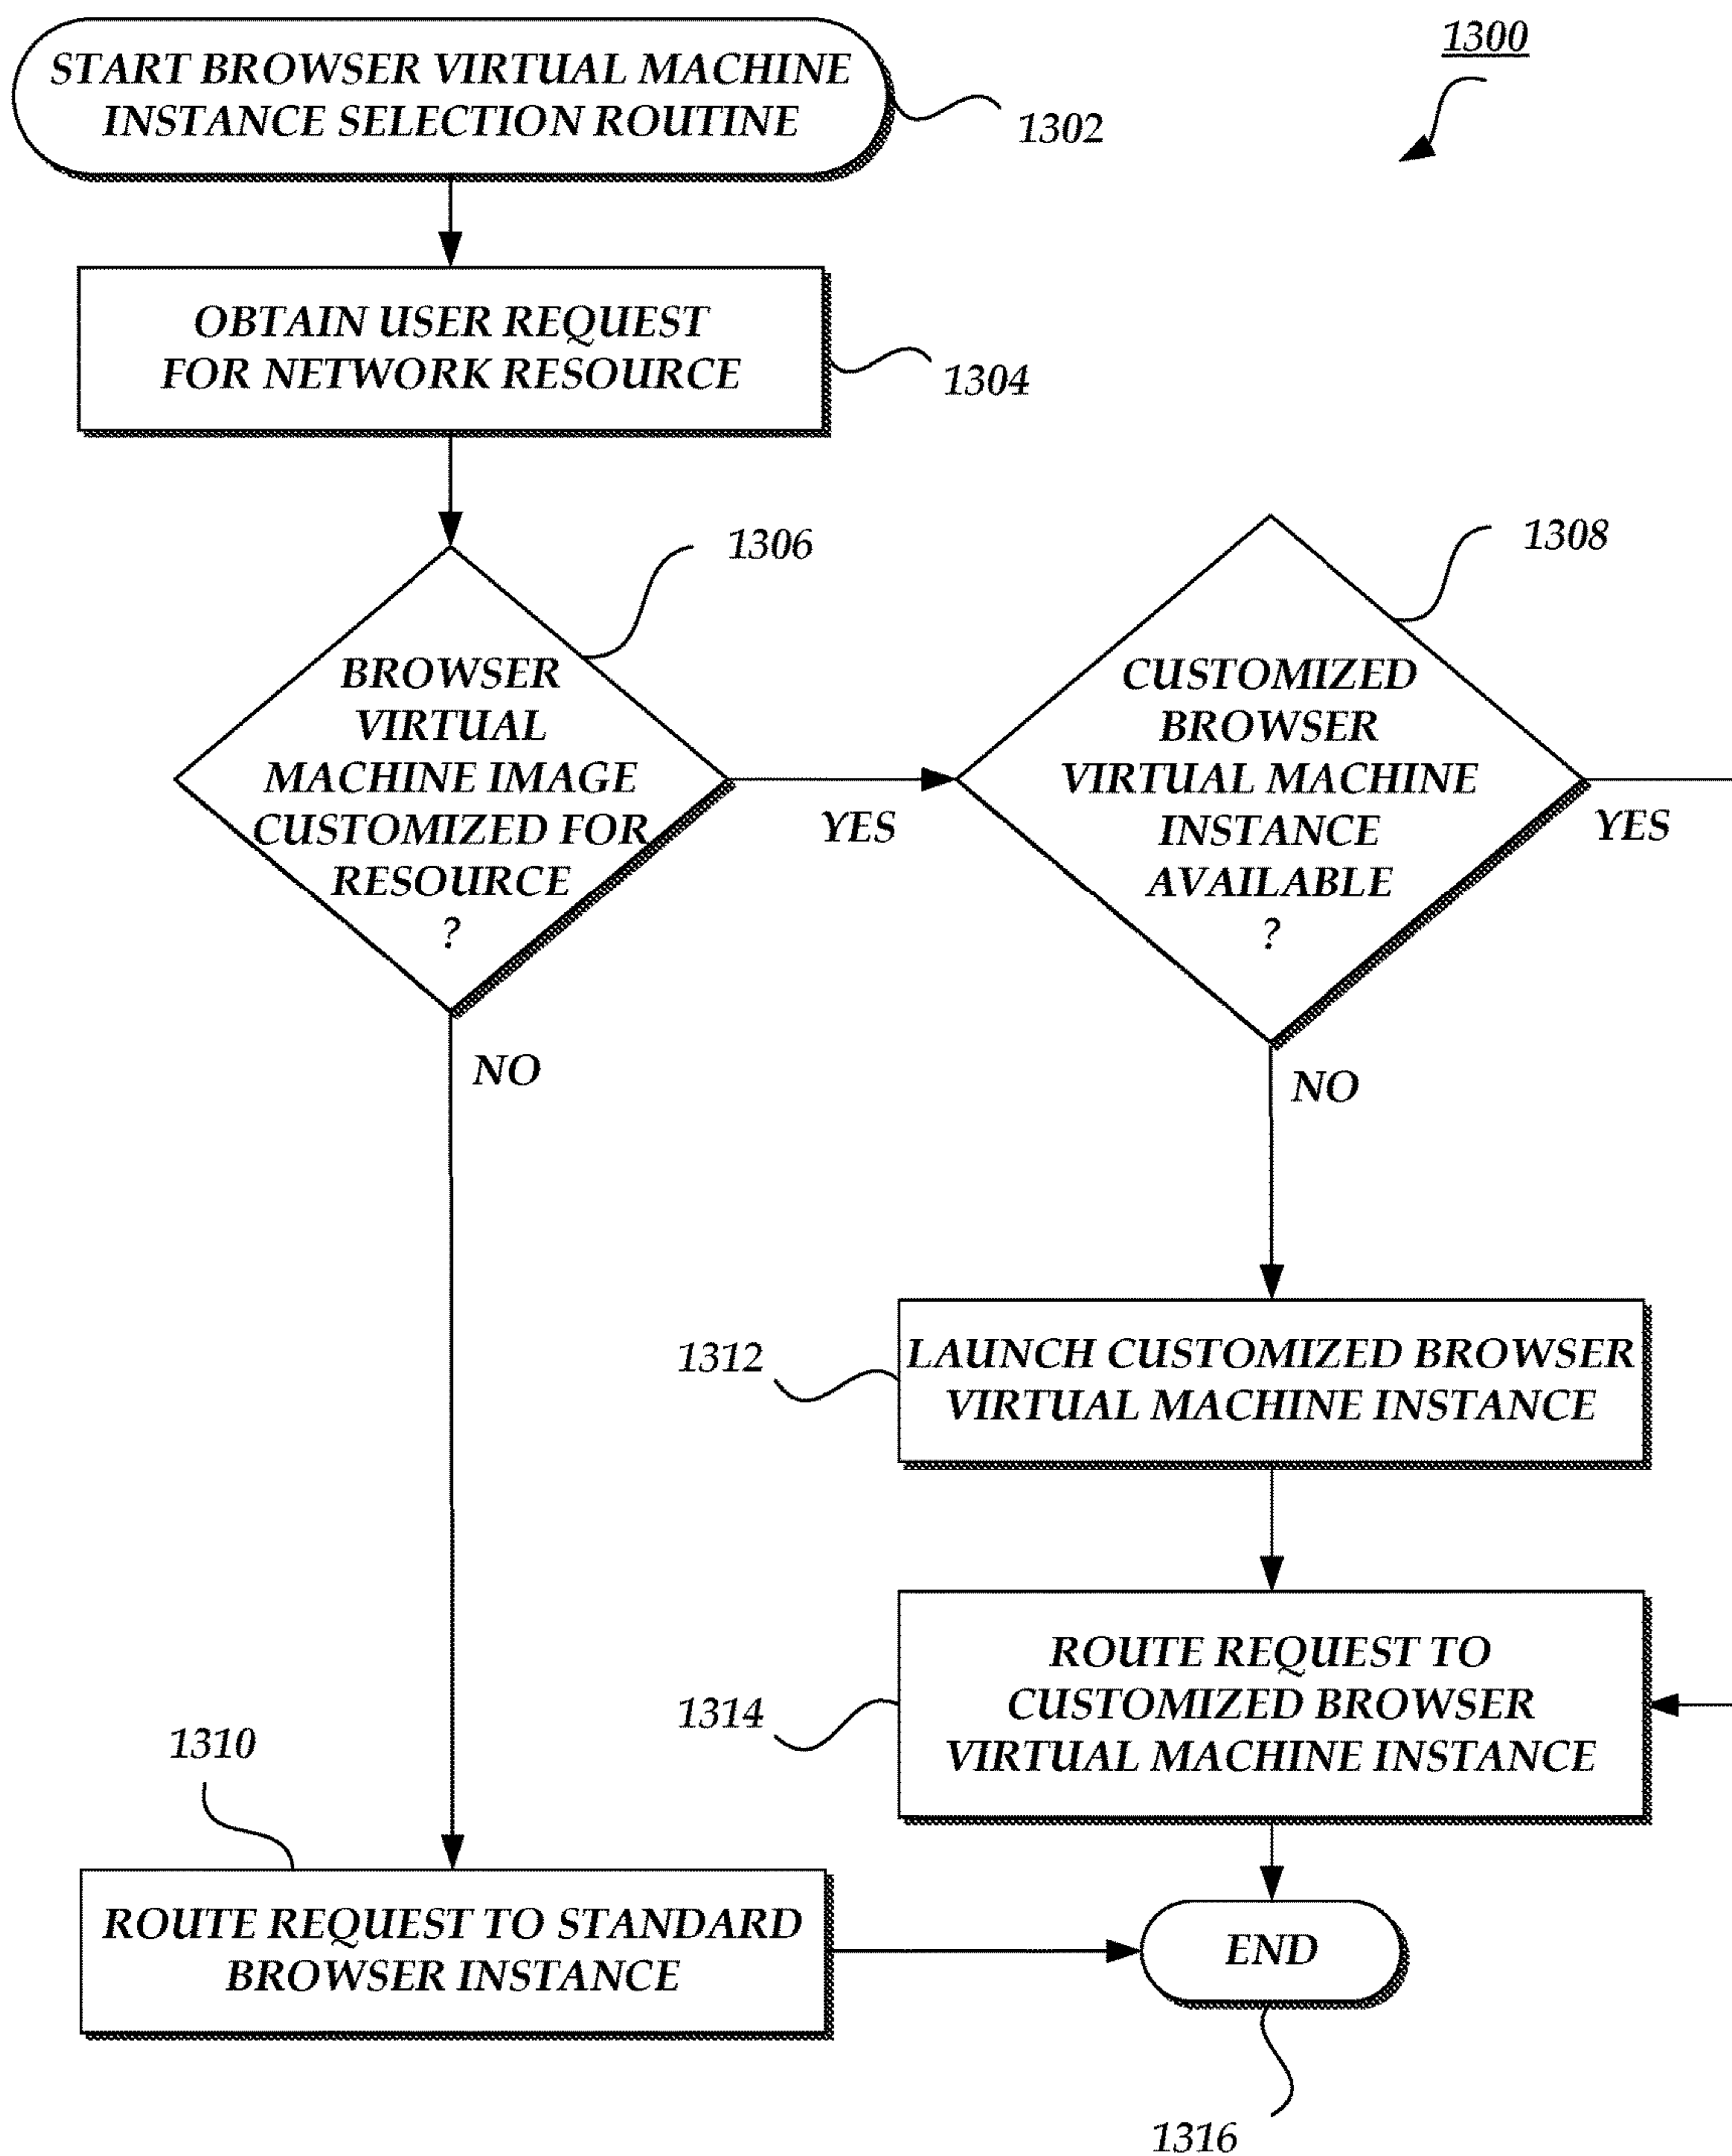 1300
START BROWSER VIRTUAL MACHINE
INSTANCE SELECTION ROUTINE
1302
OBTAIN USER REQUEST
FOR NETWORK RESOURCE
1304
1306
BROWSER
VIRTUAL
MACHINE IMAGE
CUSTOMIZED FOR
RESOURCE
?
YES
NO
1308
CUSTOMIZED
BROWSER
VIRTUAL MACHINE
INSTANCE
AVAILABLE
?
YES
NO
1312
LAUNCH CUSTOMIZED BROWSER
VIRTUAL MACHINE INSTANCE
1314
ROUTE REQUEST TO
CUSTOMIZED BROWSER
VIRTUAL MACHINE INSTANCE
1310
ROUTE REQUEST TO STANDARD
BROWSER INSTANCE
END
1316